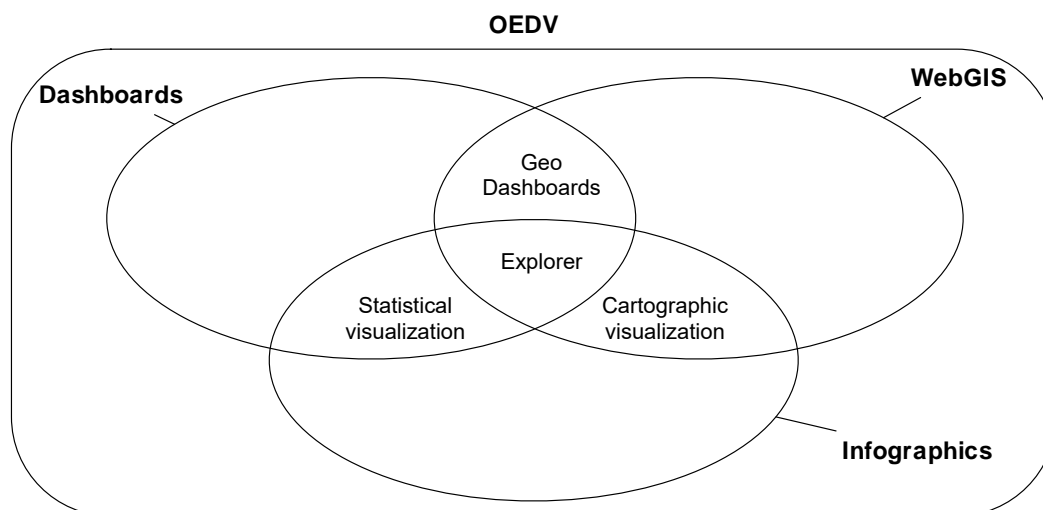 OEDV
Dashboards
WebGIS
Geo
Dashboards
Explorer
Statistical
visualization
Cartographic
visualization
Infographics